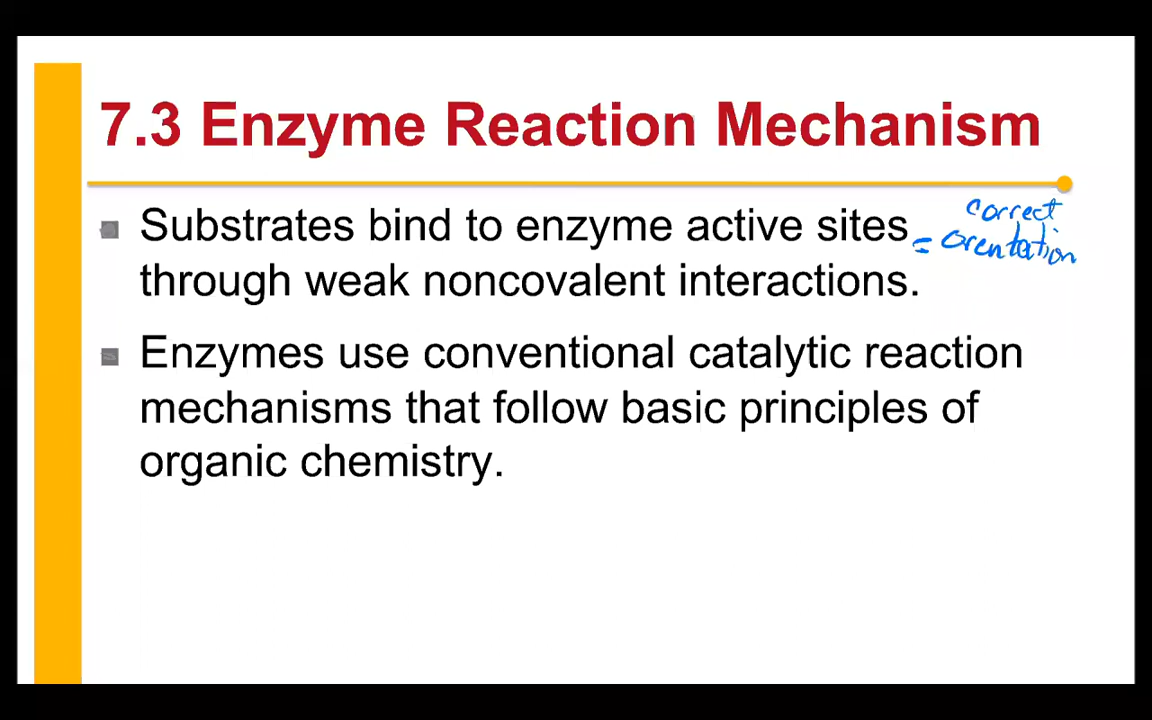 7.3 Enzyme Reaction Mechanism
Substrates bind to enzyme active sites
correct
= orentation
through weak noncovalent interactions.
Enzymes use conventional catalytic reaction
mechanisms that follow basic principles of
organic chemistry.